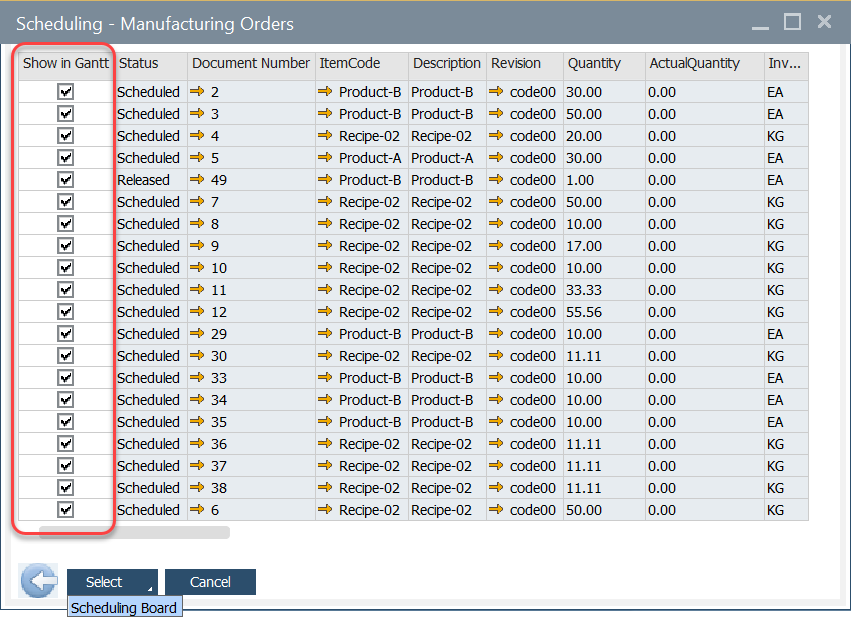 Scheduling - Manufacturing Orders
Show in Gantt Status Document Number ItemCode Description Revision Quantity ActualQuantity Inv...
Scheduled 2 Product-B Product-B code00 30.00 0.00 EA
Scheduled 3 Product-B Product-B code00 50.00 0.00 EA
Scheduled 4 Recipe-02 Recipe-02 code00 20.00 0.00 KG
Scheduled 5 Product-A Product-A code00 30.00 0.00 EA
Released 49 Product-B Product-B code00 1.00 0.00 EA
Scheduled 7 Recipe-02 Recipe-02 code00 50.00 0.00 KG
Scheduled 8 Recipe-02 Recipe-02 code00 10.00 0.00 KG
Scheduled 9 Recipe-02 Recipe-02 code00 17.00 0.00 KG
Scheduled 10 Recipe-02 Recipe-02 code00 10.00 0.00 KG
Scheduled 11 Recipe-02 Recipe-02 code00 33.33 0.00 KG
Scheduled 12 Recipe-02 Recipe-02 code00 55.56 0.00 KG
Scheduled 29 Product-B Product-B code00 10.00 0.00 EA
Scheduled 30 Recipe-02 Recipe-02 code00 11.11 0.00 KG
Scheduled 33 Product-B Product-B code00 10.00 0.00 EA
Scheduled 34 Product-B Product-B code00 10.00 0.00 EA
Scheduled 35 Product-B Product-B code00 10.00 0.00 EA
Scheduled 36 Recipe-02 Recipe-02 code00 11.11 0.00 KG
Scheduled 37 Recipe-02 Recipe-02 code00 11.11 0.00 KG
Scheduled 38 Recipe-02 Recipe-02 code00 11.11 0.00 KG
Scheduled 6 Recipe-02 Recipe-02 code00 50.00 0.00 KG
Select Cancel
Scheduling Board